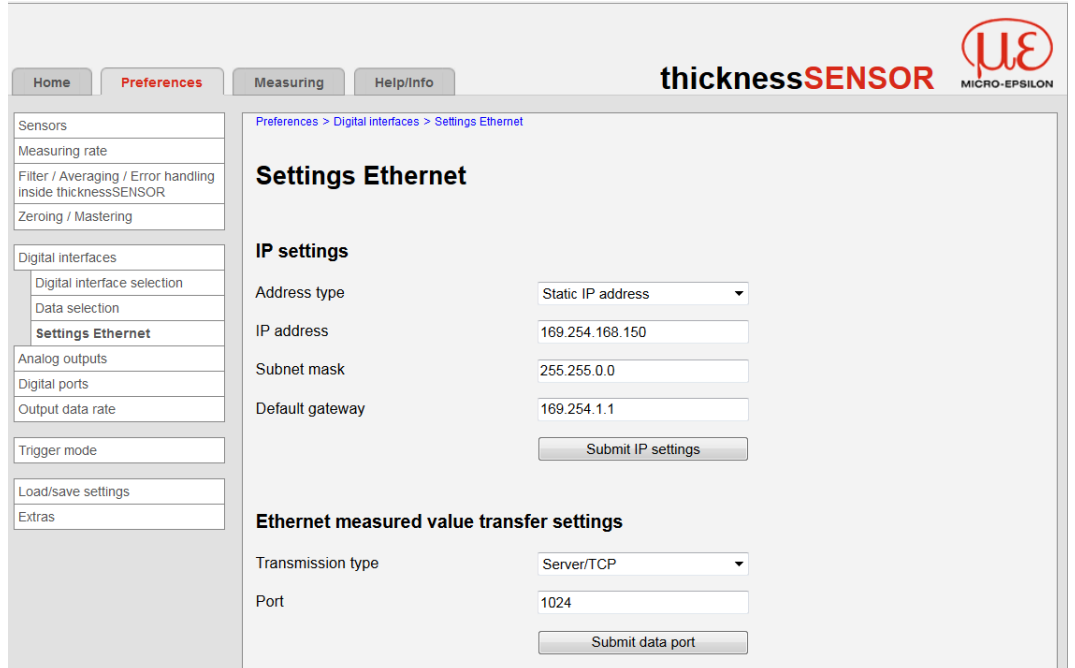 Home
Preferences
Measuring
Help/Info
thicknessSENSOR
με
MICRO-EPSILON
Sensors
Measuring rate
Filter / Averaging / Error handling
inside thicknessSENSOR
Zeroing / Mastering
Digital interfaces
Digital interface selection
Data selection
Settings Ethernet
Analog outputs
Digital ports
Output data rate
Trigger mode
Load/save settings
Extras
Preferences > Digital interfaces > Settings Ethernet
Settings Ethernet
IP settings
Address type Static IP address
IP address 169.254.168.150
Subnet mask 255.255.0.0
Default gateway 169.254.1.1
Submit IP settings
Ethernet measured value transfer settings
Transmission type Server/TCP
Port 1024
Submit data port